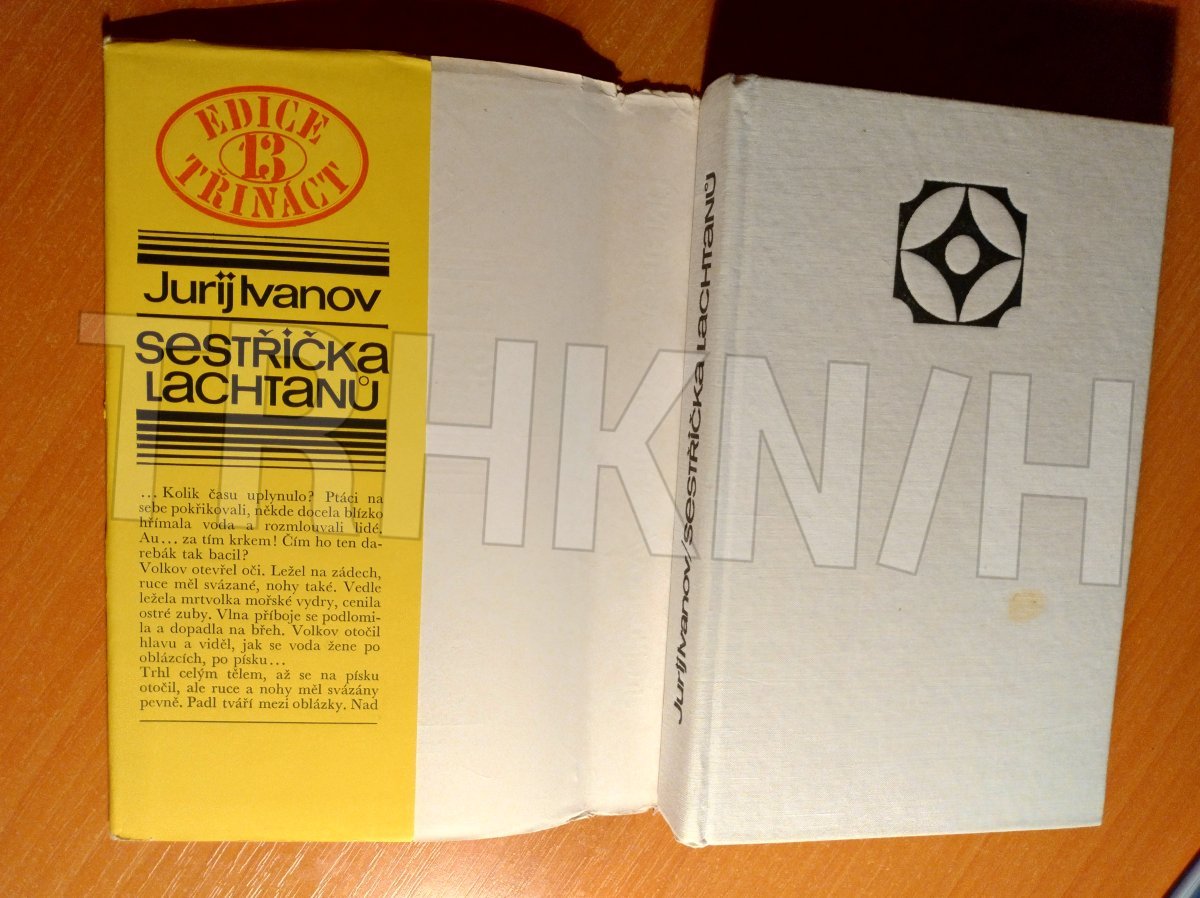 EDICE
13
TŘINÁCT
Jurij Ivanov
SESTŘIČKA
LACHTANŮ
... Kolik času uplynulo? Ptáci na
sebe pokřikovali, někde docela blízko
hřímala voda a rozmlouvali lidé.
Au... za tím krkem! Čím ho ten da-
rebák tak bacil?
Volkov otevřel oči. Ležel na zádech,
ruce měl svázané, nohy také. Vedle
ležela mrtvolka mořské vydry, cenila
ostré zuby. Vlna příboje se podlomi-
la a dopadla na břeh. Volkov otočil
hlavu a viděl, jak se voda žene po
oblázcích, po písku...
Trhl celým tělem, až se na písku
otočil, ale ruce a nohy měl svázány
pevně. Padl tváří mezi oblázky. Nad
Jurij Ivanov/SESTŘIČKA LACHTANŮ
TRHKN/H